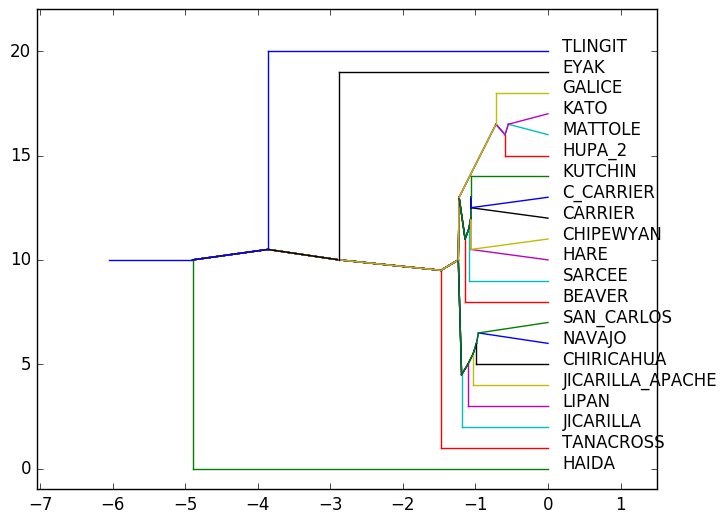 20
15
10
5
0
TLINGIT
EYAK
GALICE
KATO
MATTOLE
HUPA_2
KUTCHIN
C_CARRIER
CARRIER
CHIPEWYAN
HARE
SARCEE
BEAVER
SAN_CARLOS
NAVAJO
CHIRICAHUA
JICARILLA_APACHE
LIPAN
JICARILLA
TANACROSS
HAIDA
−7 −6 −5 −4 −3 −2 −1 0 1